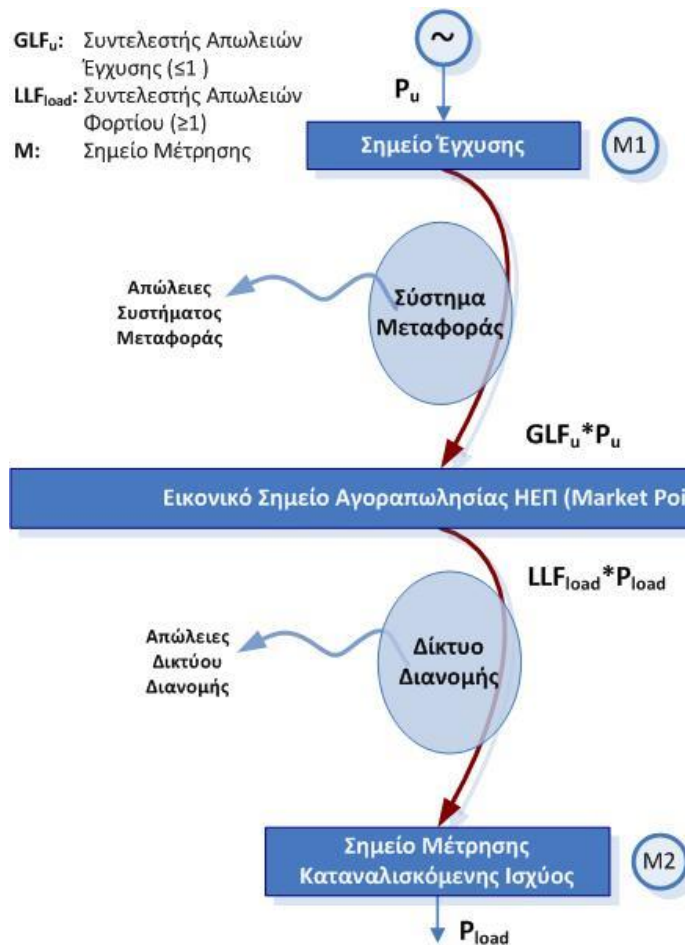 GLFu: Συντελεστής Απωλειών
Έγχυσης (≤1 )
LLFload: Συντελεστής Απωλειών
Φορτίου (≥1)
M: Σημείο Μέτρησης
~
Pu
Σημείο Έγχυσης
M1
Απώλειες
Συστήματος
Μεταφοράς
Σύστημα
Μεταφοράς
GLFu*Pu
Εικονικό Σημείο Αγοραπωλησίας ΗΕΠ (Market Poi
LLFload*Pload
Απώλειες
Δικτύου
Διανομής
Δίκτυο
Διανομής
Σημείο Μέτρησης
Καταναλισκόμενης Ισχύος
M2
Pload